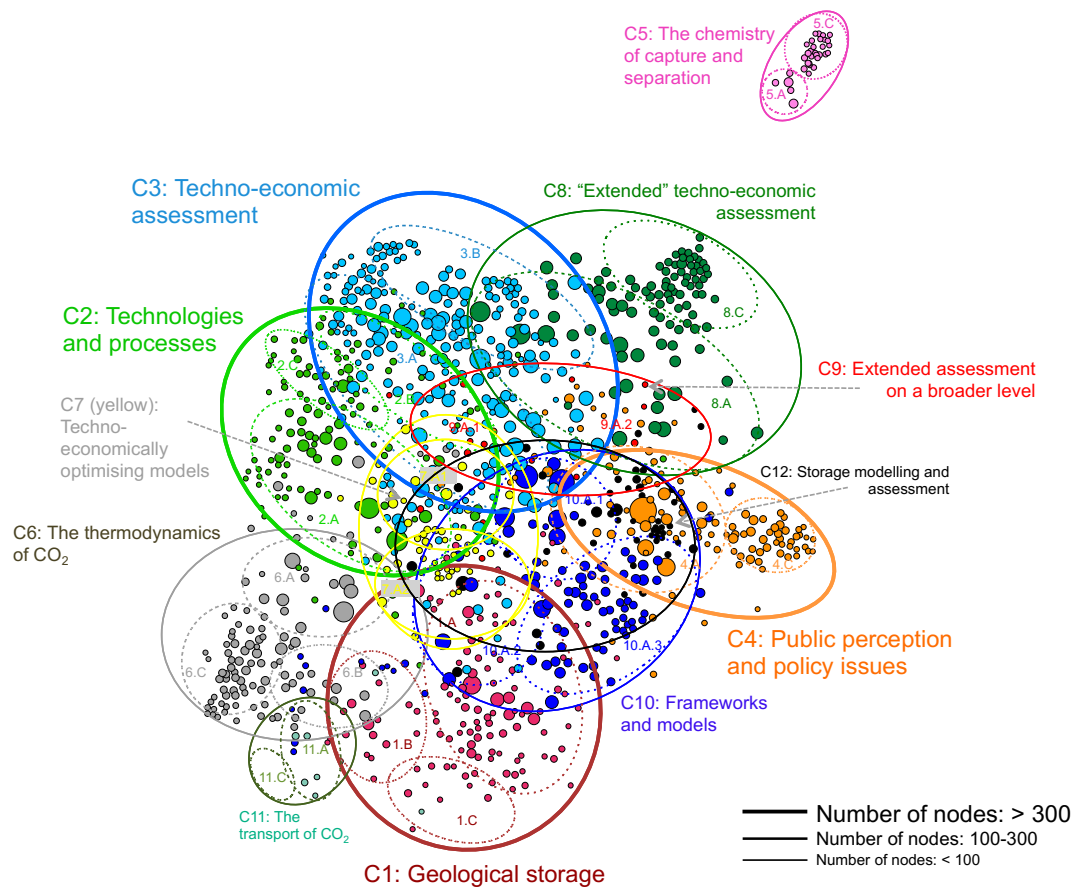 C5: The chemistry
of capture and
separation
5.C
5.A
C3: Techno-economic
assessment
C8: “Extended” techno-economic
assessment
3.B
8.C
C2: Technologies
and processes
3.A
2.C
C9: Extended assessment
on a broader level
2.B
8.A
C7 (yellow):
Techno-
economically
optimising models
9.A.1
9.A.2
C12: Storage modelling and
assessment
10.A.1
2.A
C6: The thermodynamics
of CO2
4.C
6.A
1.A
10.A.2
10.A.3
C4: Public perception
and policy issues
6.C
6.B
C10: Frameworks
and models
1.B
11.A
11.C
C11: The
transport of CO2
1.C
Number of nodes: > 300
Number of nodes: 100-300
Number of nodes: < 100
C1: Geological storage